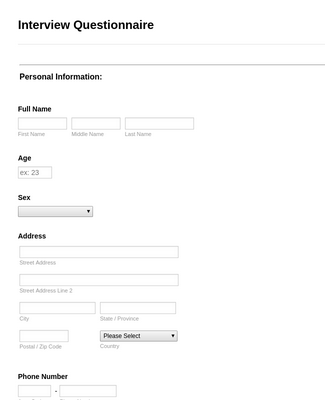 Interview Questionnaire
Personal Information:
Full Name
First Name Middle Name Last Name
Age
ex: 23
Sex
Address
Street Address
Street Address Line 2
City State / Province
Please Select
Postal / Zip Code Country
Phone Number
-